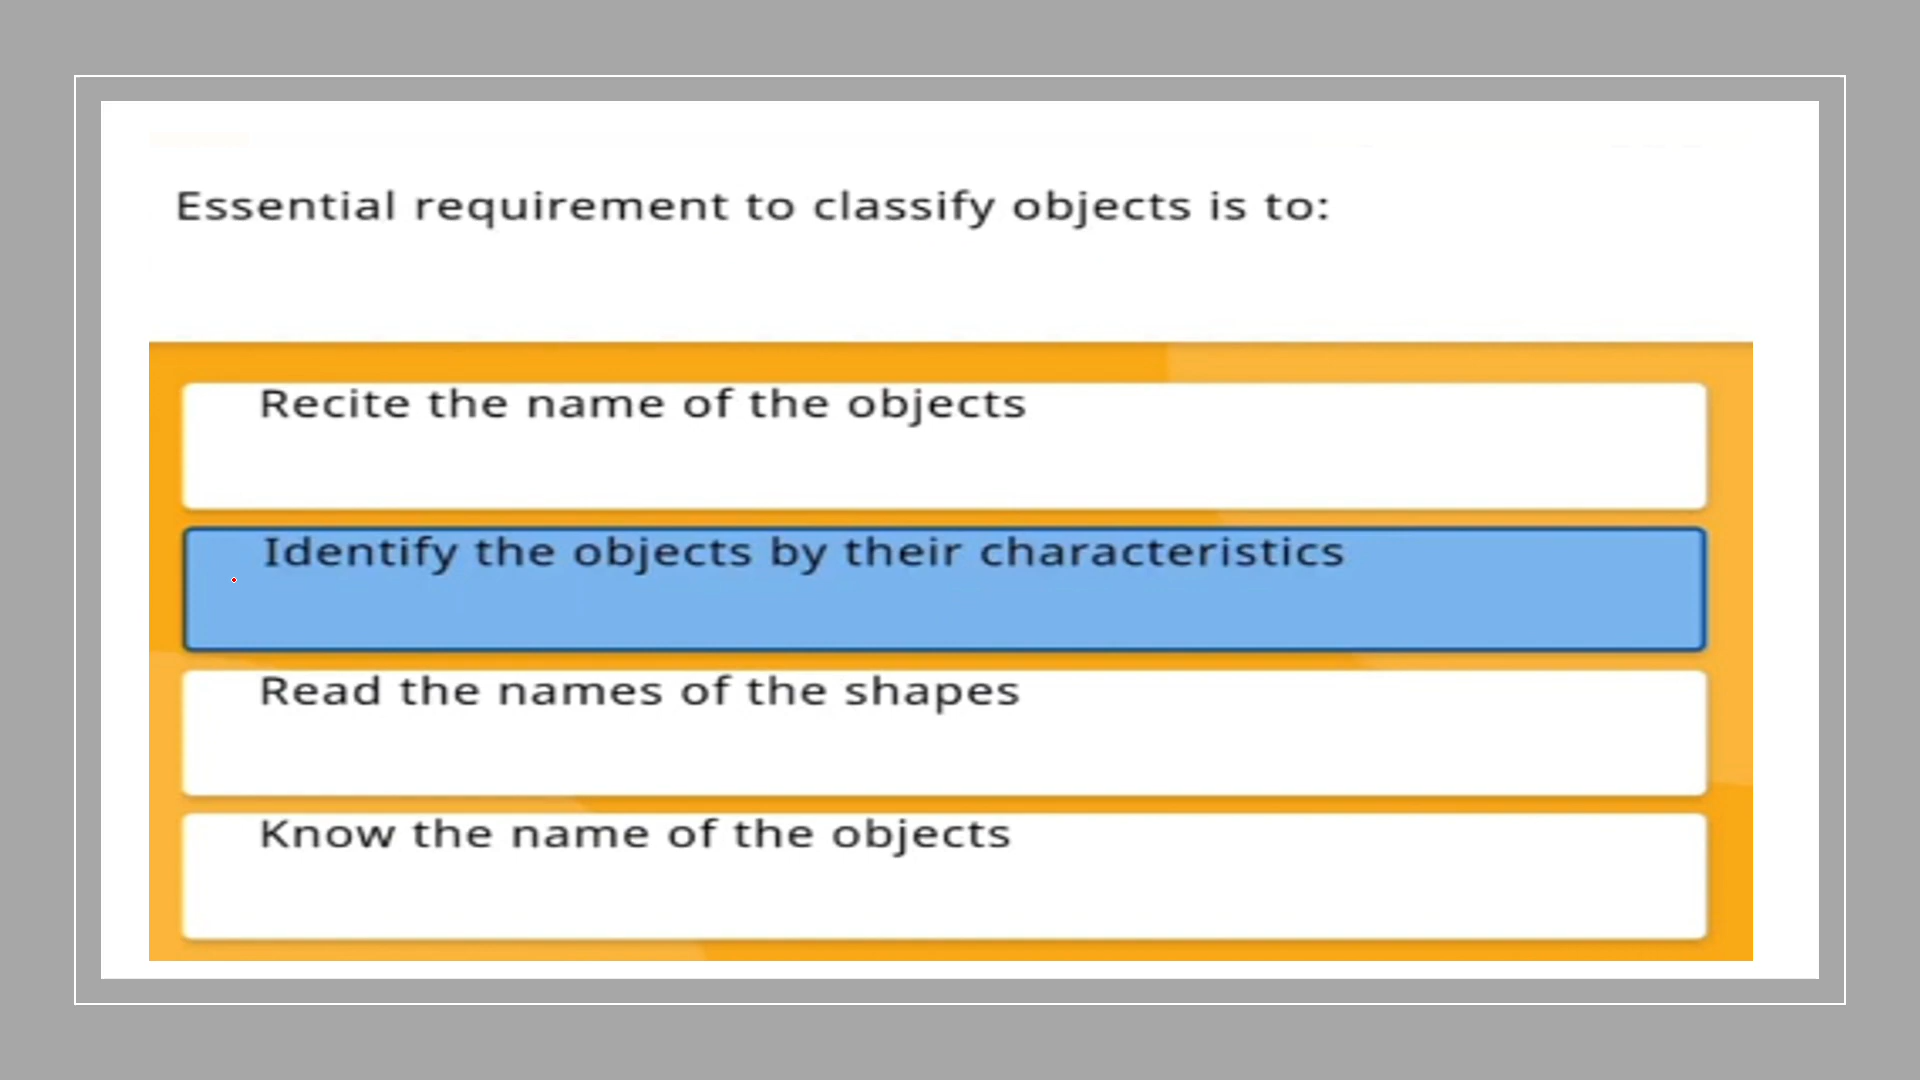 Essential requirement to classify objects is to:
Recite the name of the objects
Identify the objects by their characteristics
Read the names of the shapes
Know the name of the objects